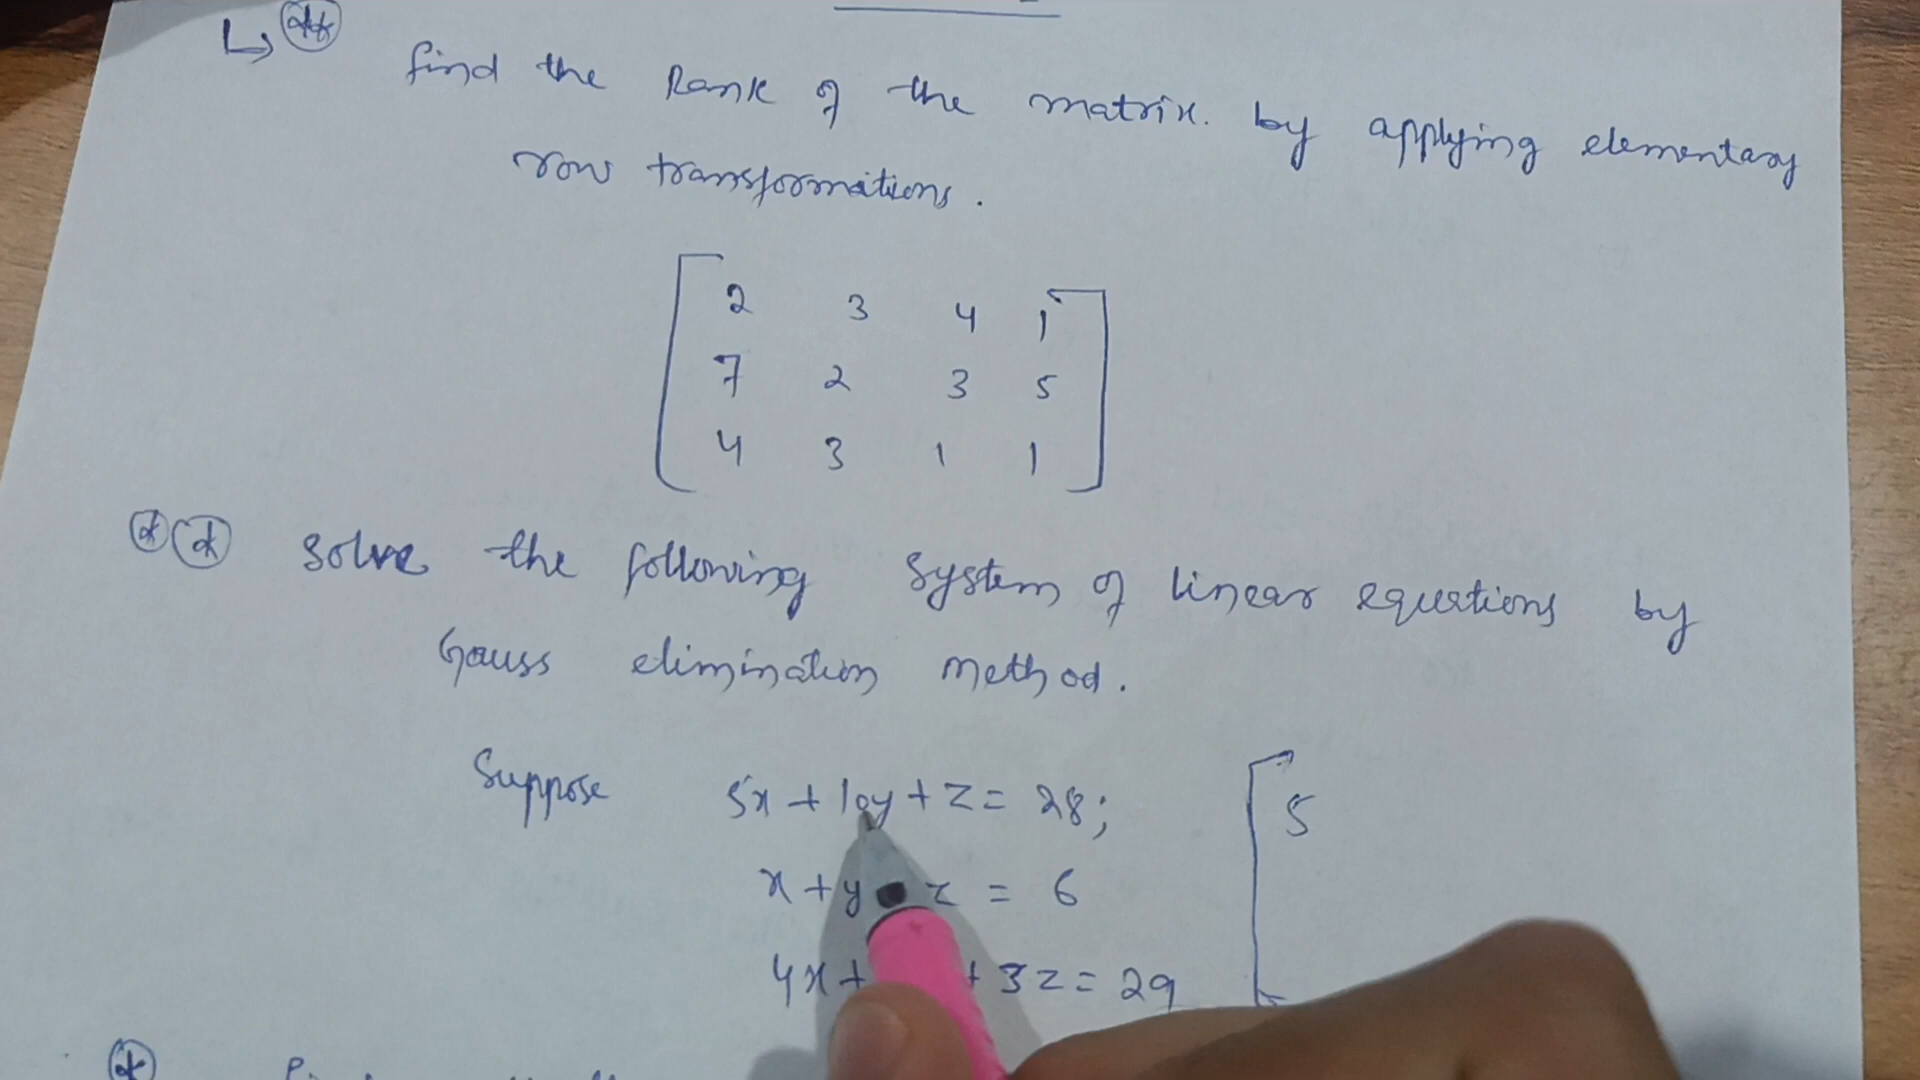 find the Rank of the matrix. by applying elementary
row transformations.
2 3 4 1
7 2 3 5
4 3 1 1
Solve the following system of linear equations by
Gauss elimination method.
Suppose 5x + 10y + z = 28;
x + y z = 6
4x + + 3z = 29
5